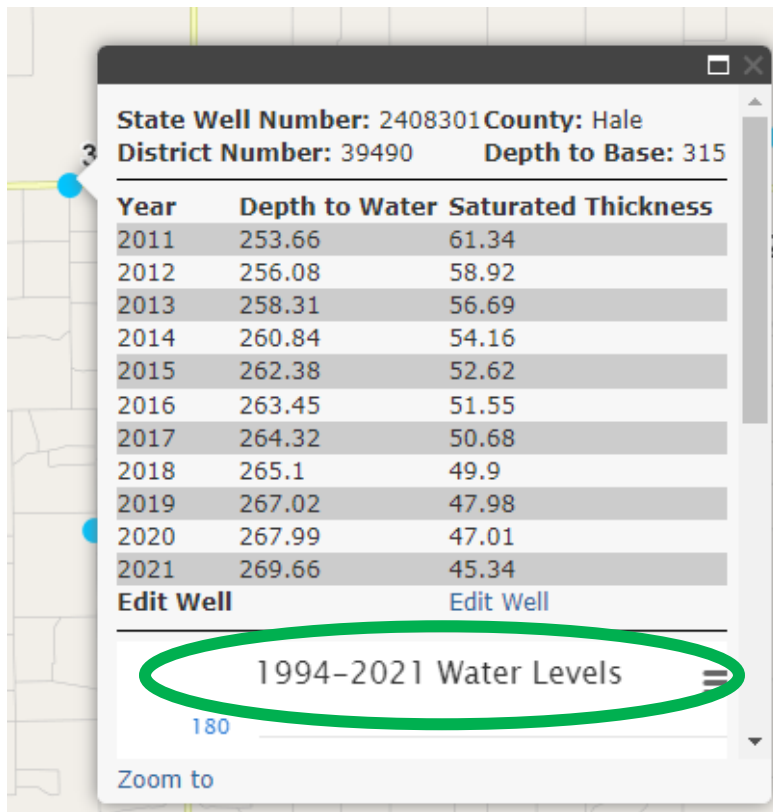 State Well Number: 2408301 County: Hale
3 District Number: 39490 Depth to Base: 315
Year Depth to Water Saturated Thickness
2011 253.66 61.34
2012 256.08 58.92
2013 258.31 56.69
2014 260.84 54.16
2015 262.38 52.62
2016 263.45 51.55
2017 264.32 50.68
2018 265.1 49.9
2019 267.02 47.98
2020 267.99 47.01
2021 269.66 45.34
Edit Well Edit Well
1994-2021 Water Levels
180
Zoom to